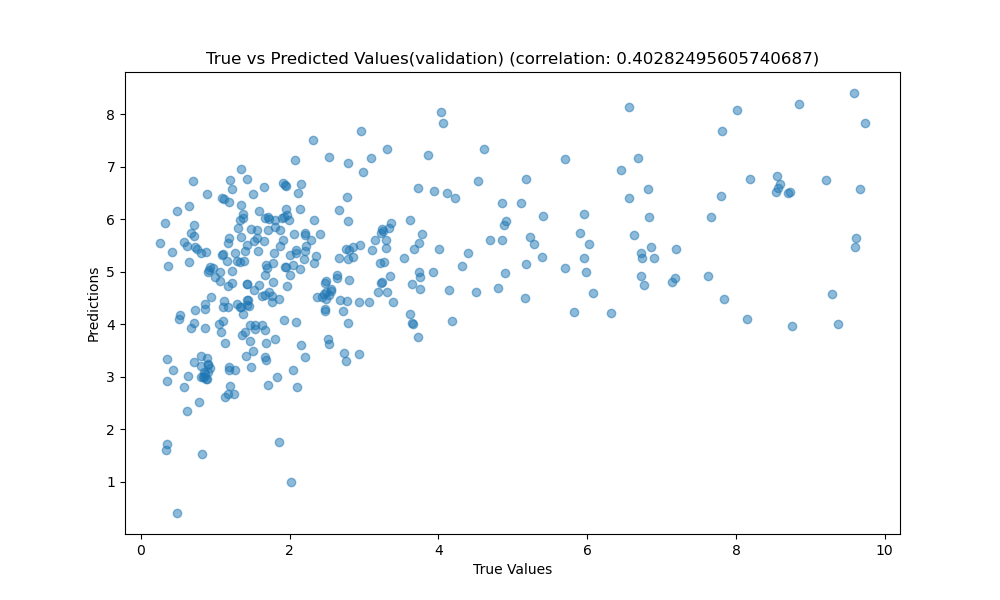 True vs Predicted Values(validation) (correlation: 0.40282495605740687)
8
7
6
5
4
3
2
1
Predictions
0 2 4 6 8 10
True Values